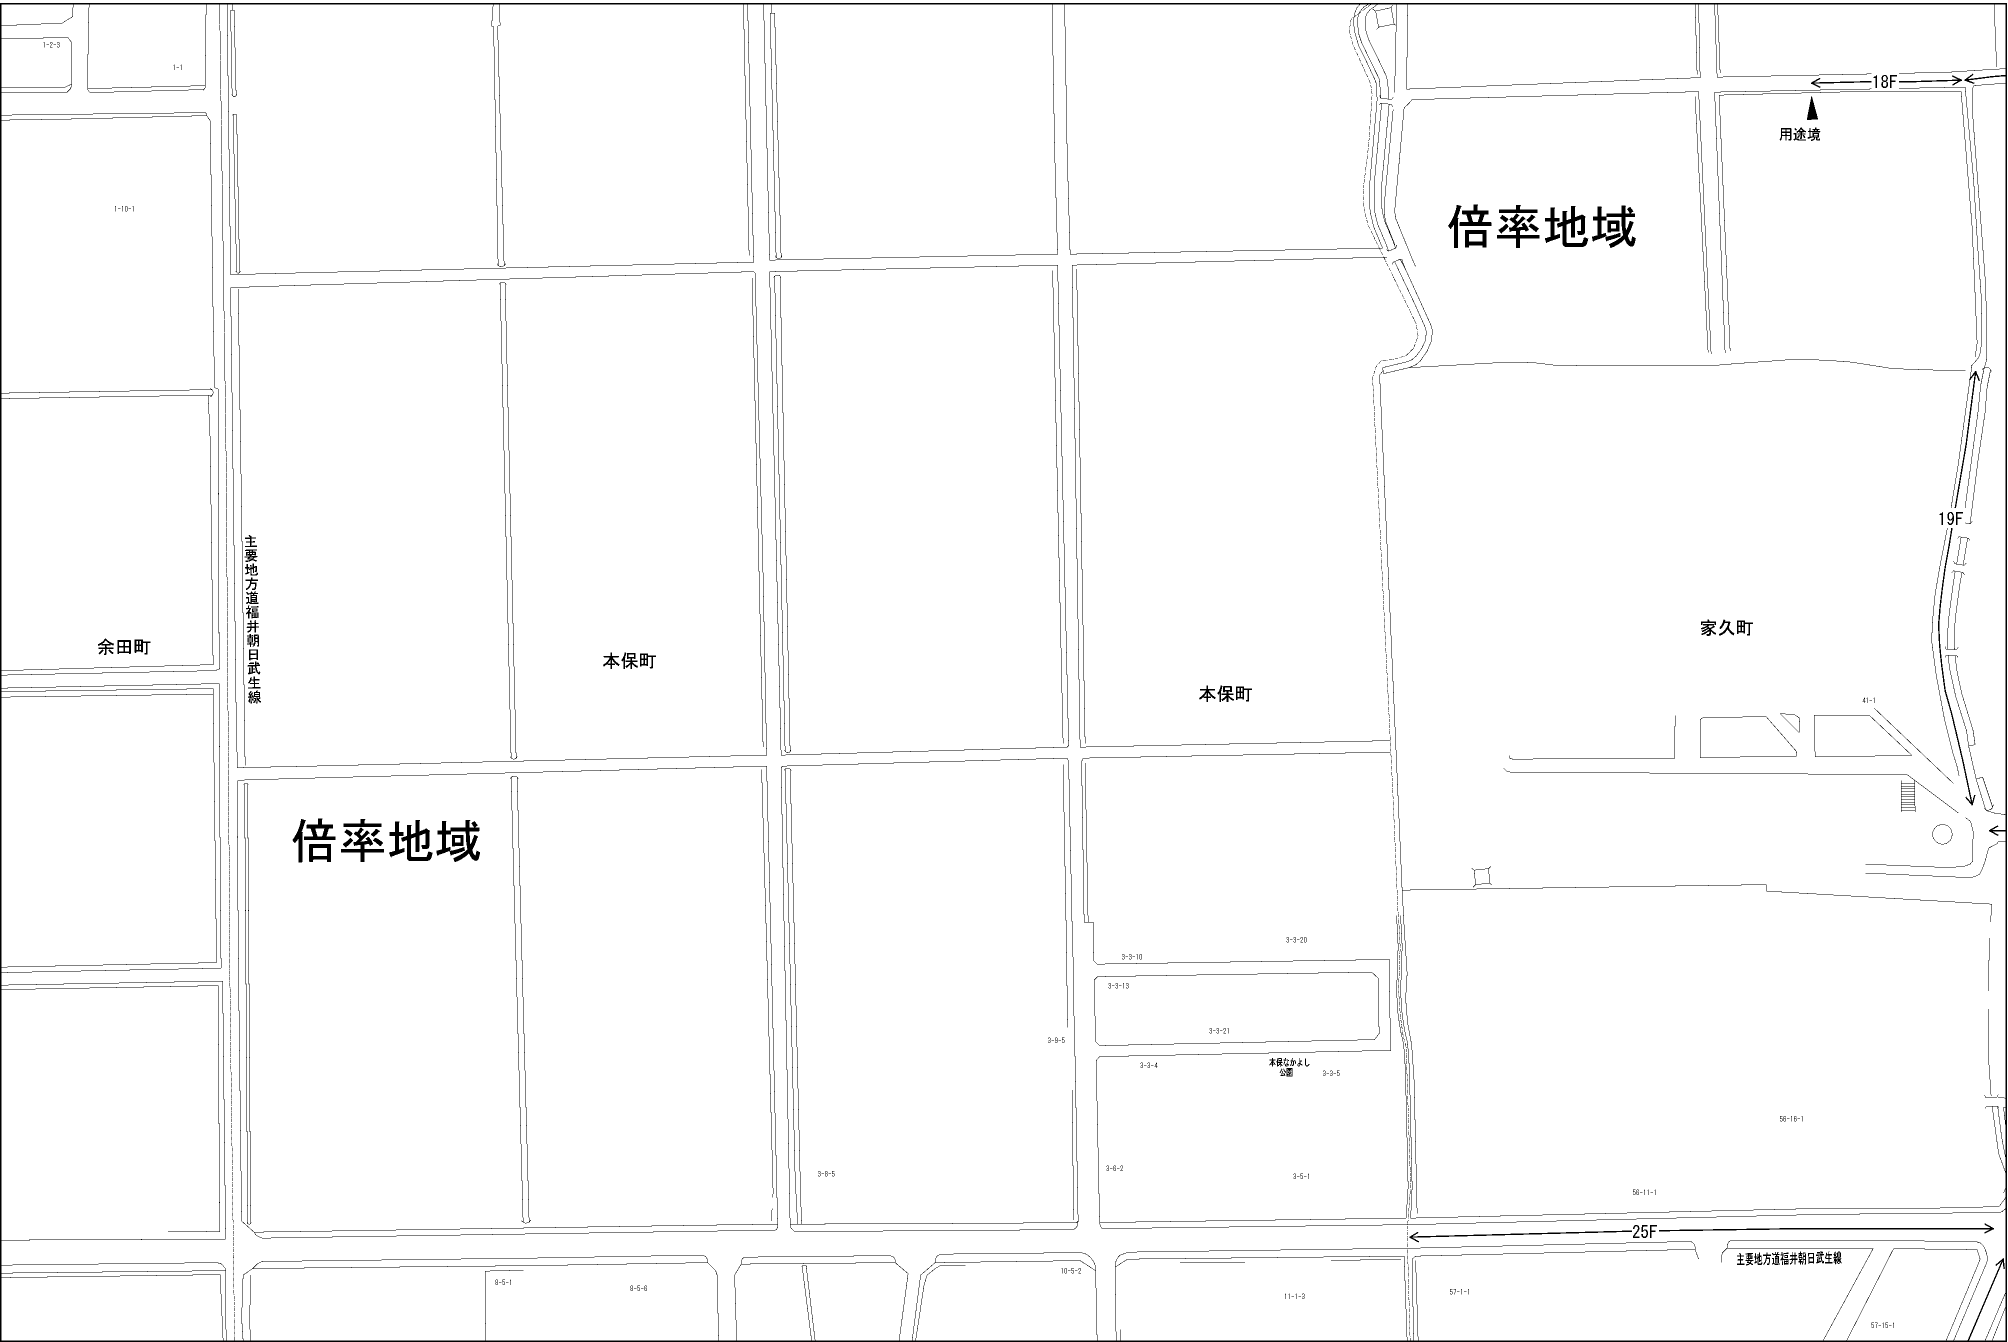 1-2-3
1-1
18F
用途境
1-10-1
倍率地域
19F
主要地方道福井朝日武生線
余田町
本保町
本保町
家久町
41-1
倍率地域
3-3-20
3-3-10
3-3-13
3-3-21
3-9-5
3-3-4
本保なかよし
公園
3-3-5
56-16-1
3-8-5
3-6-2
3-5-1
56-11-1
25F
主要地方道福井朝日武生線
8-5-1
8-5-6
10-5-2
11-1-3
57-1-1
57-15-1